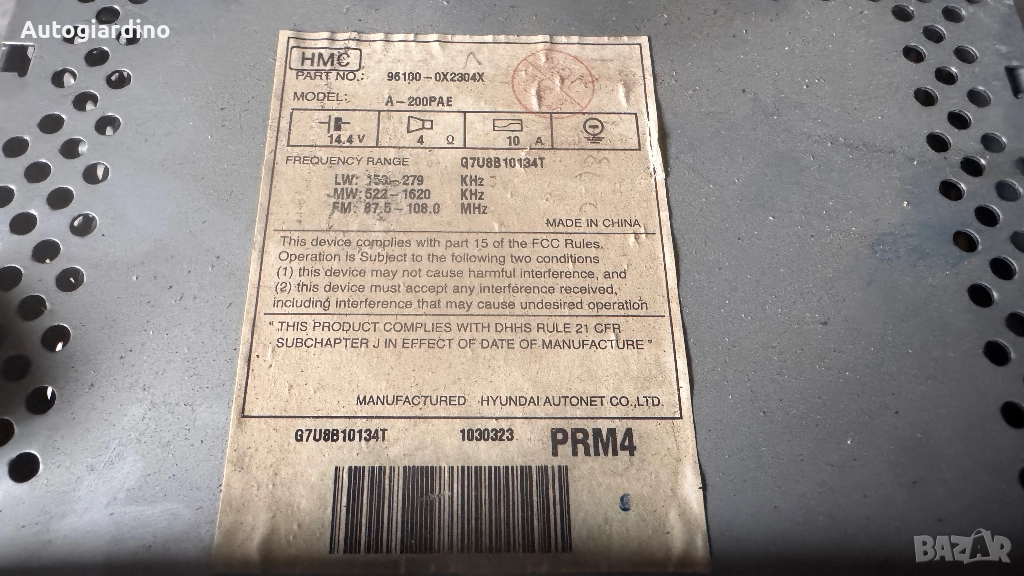 Autogiardino
HMC
PART NO.: 96160-0X2304X
MODEL: A-200PAE
14.4 V 4 Ω 10 A
FREQUENCY RANGE G7U8B10134T
LW: 153-279 KHz
MW: 522-1620 KHz
FM: 87.5-108.0 MHz
MADE IN CHINA
This device complies with part 15 of the FCC Rules.
Operation is Subject to the following two conditions
(1) this device may not cause harmful interference, and
(2) this device must accept any interference received,
including interference that may cause undesired operation
" THIS PRODUCT COMPLIES WITH DHHS RULE 21 CFR
SUBCHAPTER J IN EFFECT OF DATE OF MANUFACTURE "
MANUFACTURED HYUNDAI AUTONET CO.,LTD.
G7U8B10134T 1030323 PRM4
BAZAR